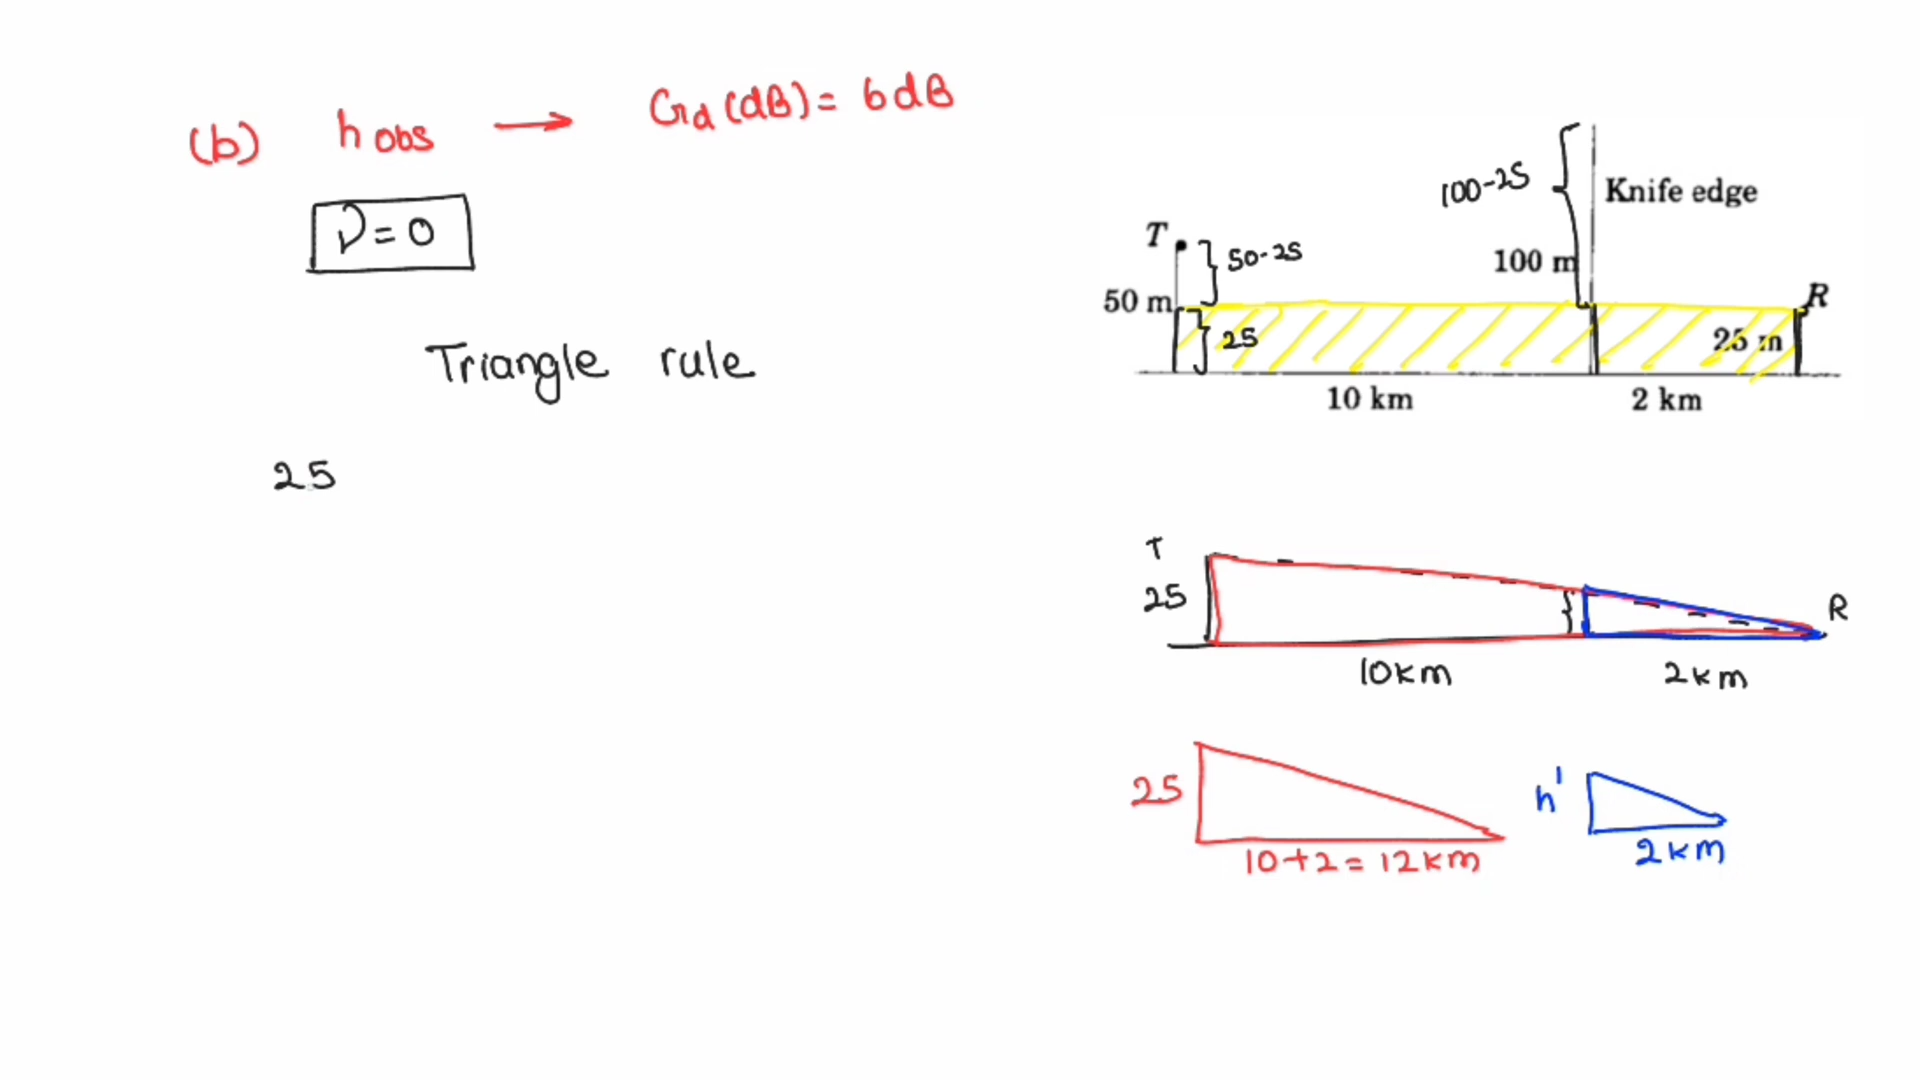 (b) h obs → Gd (dB) = 6 dB
ν = 0
Triangle rule
25
100-25
Knife edge
T
50-25
100 m
50 m
R
25
25 m
10 km
2 km
T
25
R
10km
2km
25
h'
10+2 = 12km
2km